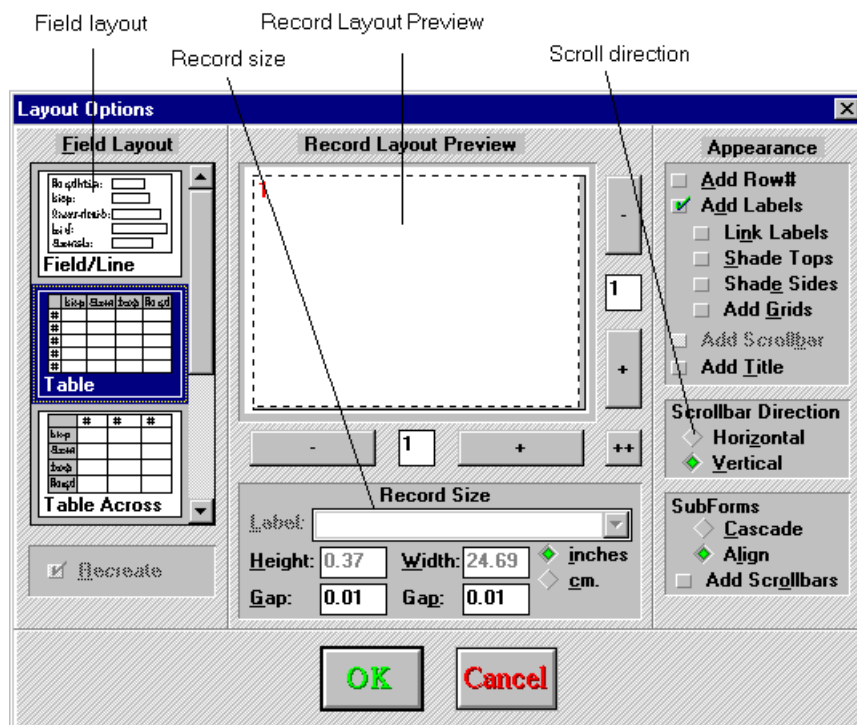 Field layout
Record Layout Preview
Record size
Scroll direction
Layout Options
Field Layout
Field/Line
#
#
#
#
#
Table
# # #
Table Across
Recreate
Record Layout Preview
1
-
1
+
- 1 + ++
Record Size
Label:
Height: 0.37 Width: 24.69 inches
cm.
Gap: 0.01 Gap: 0.01
Appearance
Add Row#
Add Labels
Link Labels
Shade Tops
Shade Sides
Add Grids
Add Scrollbar
Add Title
Scrollbar Direction
Horizontal
Vertical
SubForms
Cascade
Align
Add Scrollbars
OK Cancel